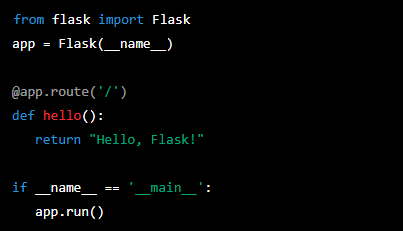 from flask import Flask
app = Flask(__name__)
@app.route('/')
def hello():
return "Hello, Flask!"
if __name__ == '__main__':
app.run()